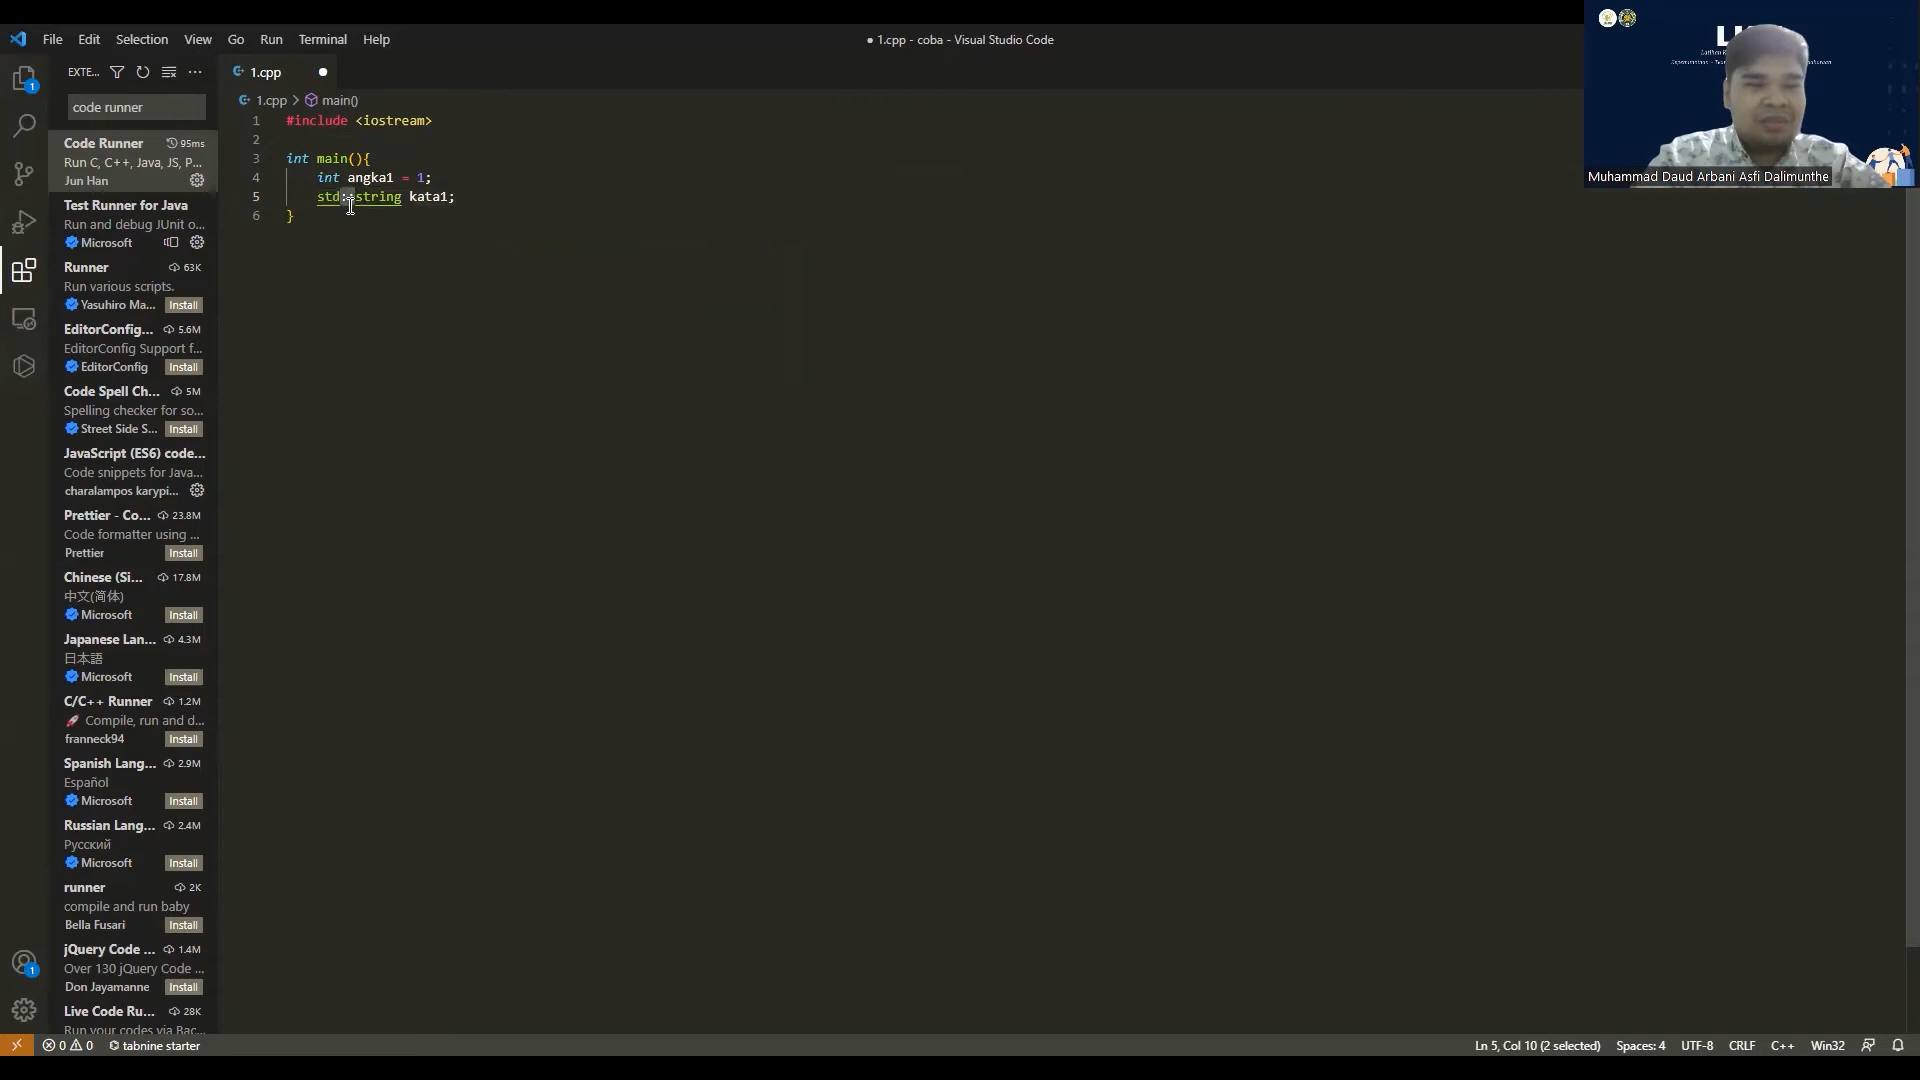 File Edit Selection View Go Run Terminal Help
● 1.cpp - coba - Visual Studio Code
EXTE... ...
code runner
Code Runner 95ms
Run C, C++, Java, JS, P...
Jun Han
Test Runner for Java
Run and debug JUnit o...
Microsoft
Runner 63K
Run various scripts.
Yasuhiro Ma... Install
EditorConfig... 5.6M
EditorConfig Support f...
EditorConfig Install
Code Spell Ch... 5M
Spelling checker for so...
Street Side S... Install
JavaScript (ES6) code...
Code snippets for Java...
charalampos karypi...
Prettier - Co... 23.8M
Code formatter using ...
Prettier Install
Chinese (Si... 17.8M
中文(简体)
Microsoft Install
Japanese Lan... 4.3M
日本語
Microsoft Install
C/C++ Runner 1.2M
🚀 Compile, run and d...
franneck94 Install
Spanish Lang... 2.9M
Español
Microsoft Install
Russian Lang... 2.4M
Русский
Microsoft Install
runner 2K
compile and run baby
Bella Fusari Install
jQuery Code ... 1.4M
Over 130 jQuery Code ...
Don Jayamanne Install
Live Code Ru... 28K
Run your codes via Bac...
1.cpp ●
1.cpp > main()
1 #include <iostream>
2
3 int main(){
4 int angka1 = 1;
5 std::string kata1;
6 }
Muhammad Daud Arbani Asfi Dalimunthe
1
1
0 0 tabnine starter
Ln 5, Col 10 (2 selected) Spaces: 4 UTF-8 CRLF C++ Win32